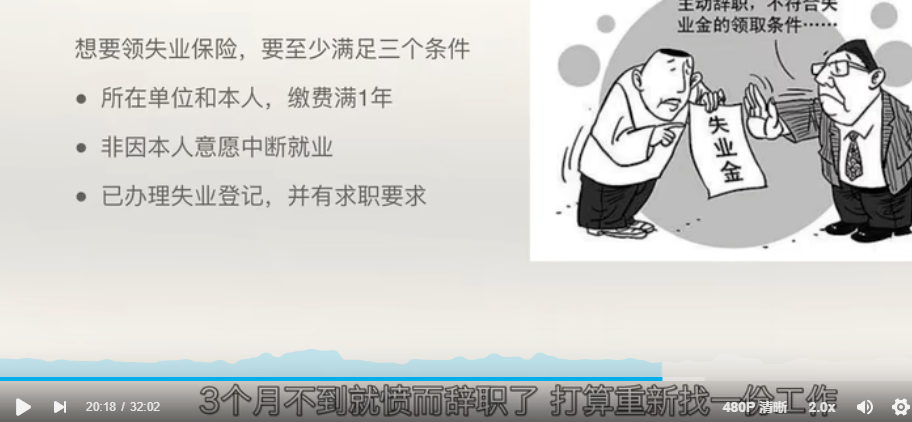 主动辞职，不符合失
业金的领取条件……
想要领失业保险，要至少满足三个条件
● 所在单位和本人，缴费满1年
● 非因本人意愿中断就业
● 已办理失业登记，并有求职要求
失
业
金
3个月不到就愤而辞职了 打算重新找一份工作
20:18 / 32:02
480P 清晰
2.0x